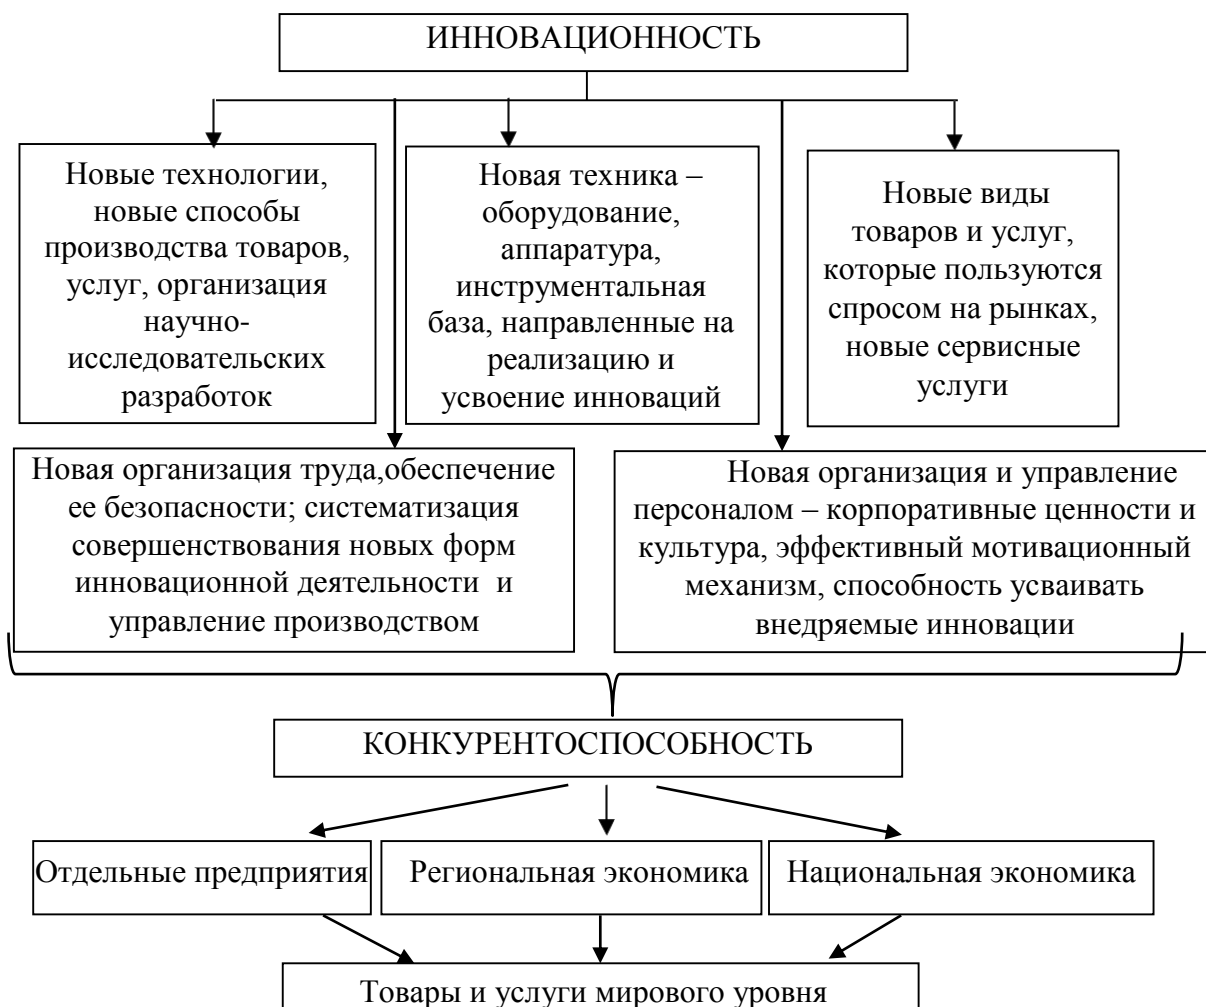 ИННОВАЦИОННОСТЬ
Новые технологии,
новые способы
производства товаров,
услуг, организация
научно-
исследовательских
разработок
Новая техника –
оборудование,
аппаратура,
инструментальная
база, направленные на
реализацию и
усвоение инноваций
Новые виды
товаров и услуг,
которые пользуются
спросом на рынках,
новые сервисные
услуги
Новая организация труда,обеспечение
ее безопасности; систематизация
совершенствования новых форм
инновационной деятельности и
управление производством
Новая организация и управление
персоналом – корпоративные ценности и
культура, эффективный мотивационный
механизм, способность усваивать
внедряемые инновации
КОНКУРЕНТОСПОСОБНОСТЬ
Отдельные предприятия
Региональная экономика
Национальная экономика
Товары и услуги мирового уровня